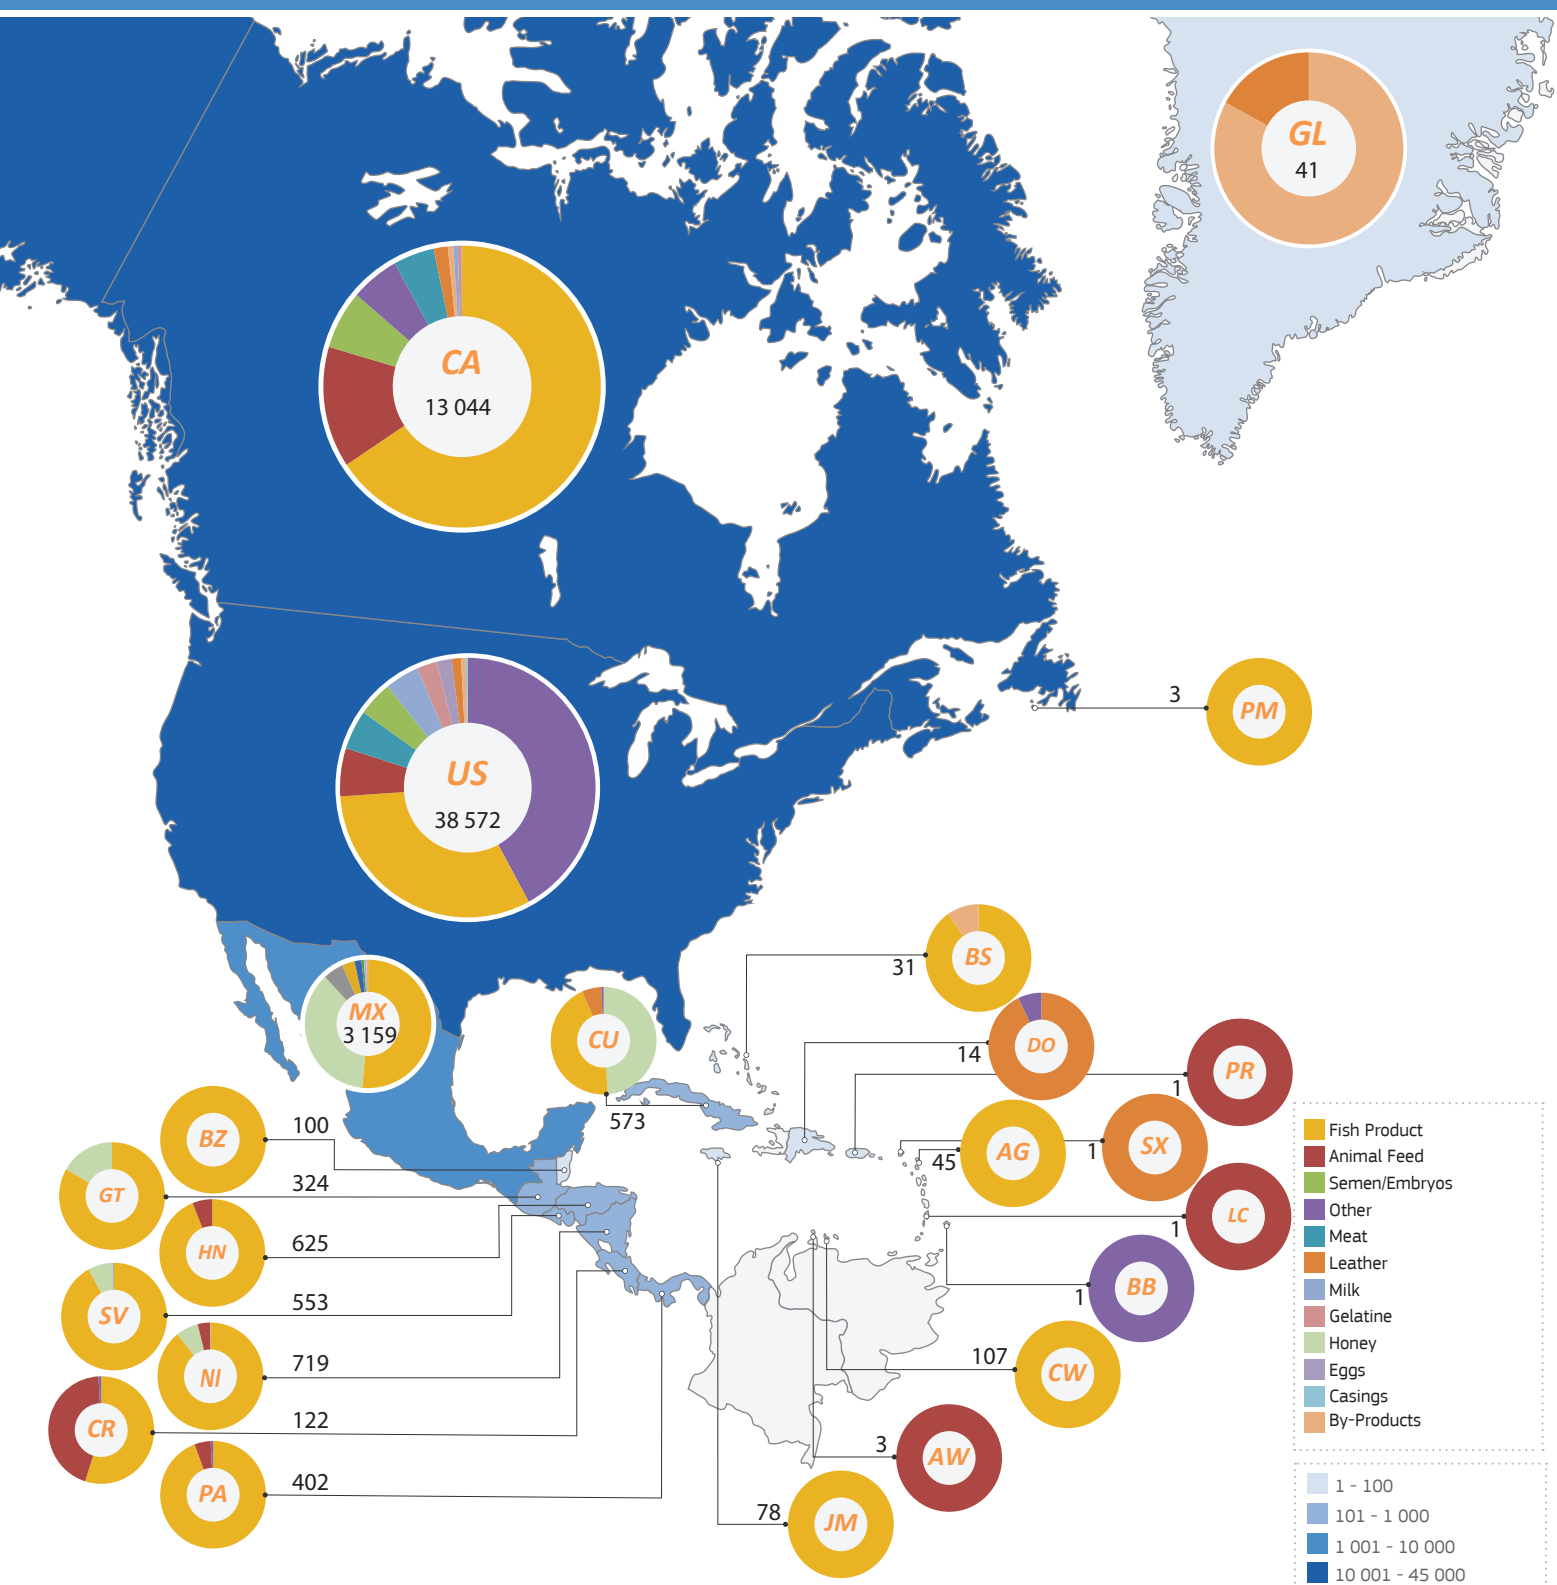 GL
41
CA
13 044
3
PM
US
38 572
BS
31
MX
3 159
CU
573
DO
14
PR
1
BZ
100
AG
45
SX
1
GT
324
LC
1
HN
625
BB
1
SV
553
NI
719
CW
107
CR
122
AW
3
PA
402
JM
78
Fish Product
Animal Feed
Semen/Embryos
Other
Meat
Leather
Milk
Gelatine
Honey
Eggs
Casings
By-Products
1 - 100
101 - 1 000
1 001 - 10 000
10 001 - 45 000